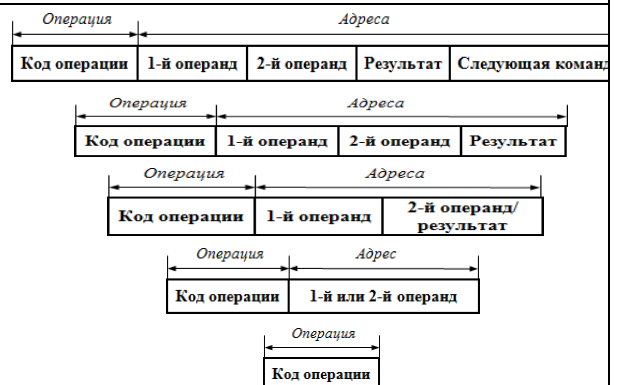 Операция Адреса
Код операции 1-й операнд 2-й операнд Результат Следующая команд
Операция Адреса
Код операции 1-й операнд 2-й операнд Результат
Операция Адреса
Код операции 1-й операнд 2-й операнд/
результат
Операция Адрес
Код операции 1-й или 2-й операнд
Операция
Код операции